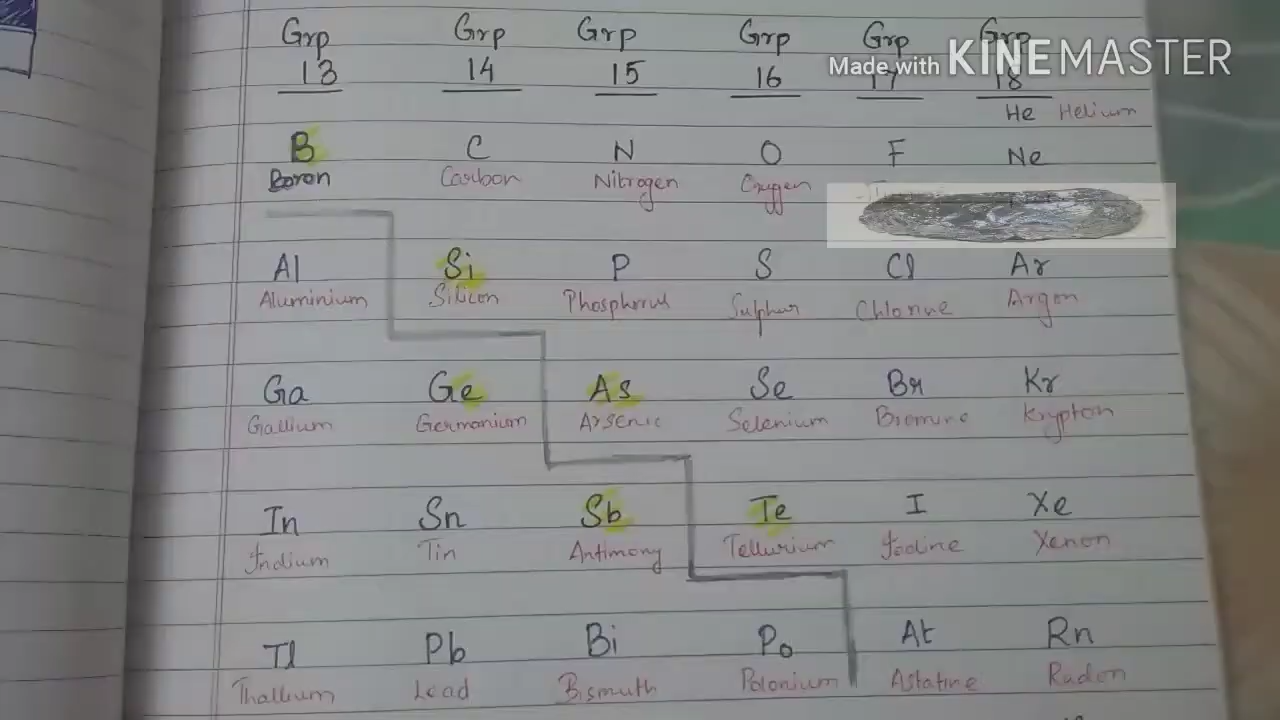 Grp Grp Grp Grp Grp Grp
Made with KINEMASTER
13 14 15 16 17 18
He Helium
B C N O F Ne
Boron Carbon Nitrogen Oxygen
Al Si P S Cl Ar
Aluminium Silicon Phosphorus Sulphur Chlorine Argon
Ga Ge As Se Br Kr
Gallium Germanium Arsenic Selenium Bromine Krypton
In Sn Sb Te I Xe
Indium Tin Antimony Tellurium Iodine Xenon
Tl Pb Bi Po At Rn
Thallium Lead Bismuth Polonium Astatine Radon